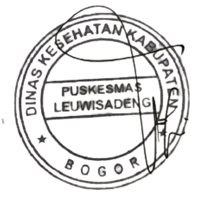 DINAS KESEHATAN KABUPATEN
PUSKESMAS
LEUWISADENG
BOGOR